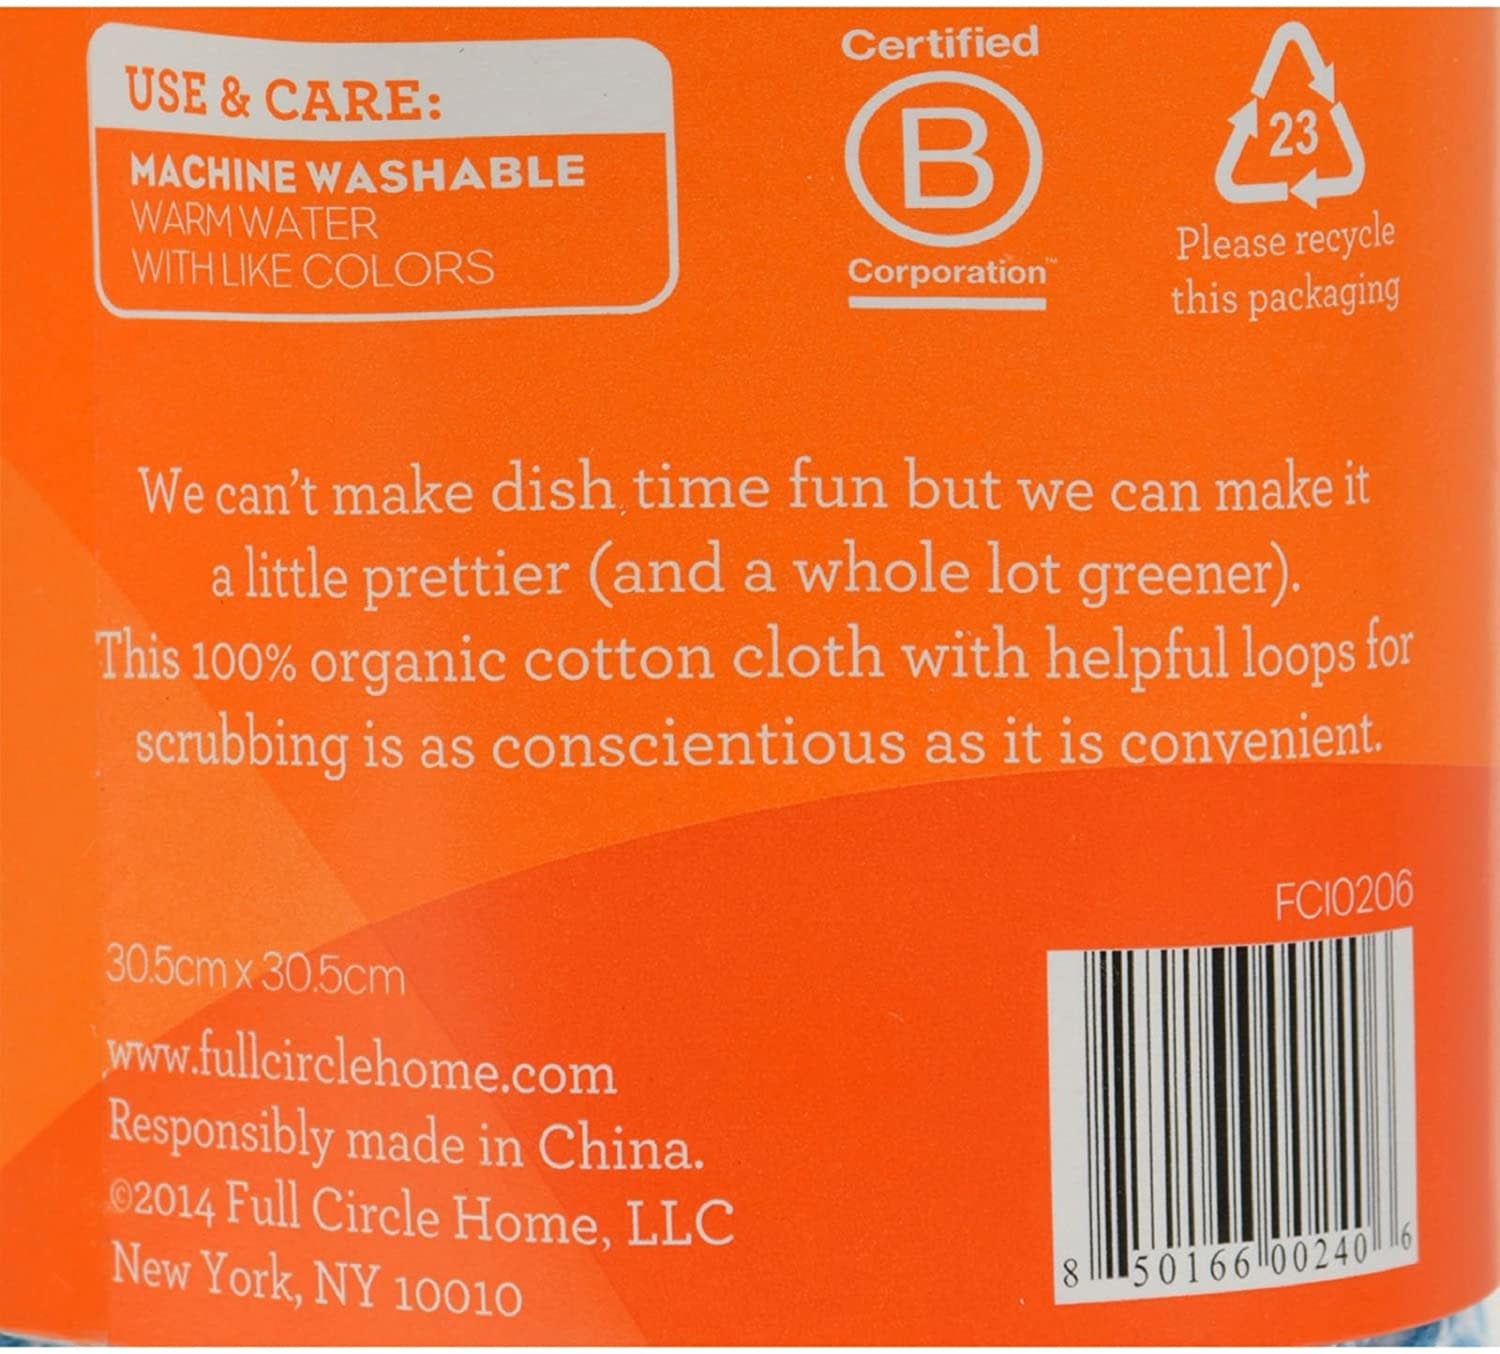 USE & CARE:
MACHINE WASHABLE
WARM WATER
WITH LIKE COLORS
Certified
B
Corporation™
23
Please recycle
this packaging
We can't make dish time fun but we can make it
a little prettier (and a whole lot greener).
This 100% organic cotton cloth with helpful loops for
scrubbing is as conscientious as it is convenient.
30.5cm x 30.5cm
www.fullcirclehome.com
Responsibly made in China.
©2014 Full Circle Home, LLC
New York, NY 10010
FC10206
8 50166 00240 6